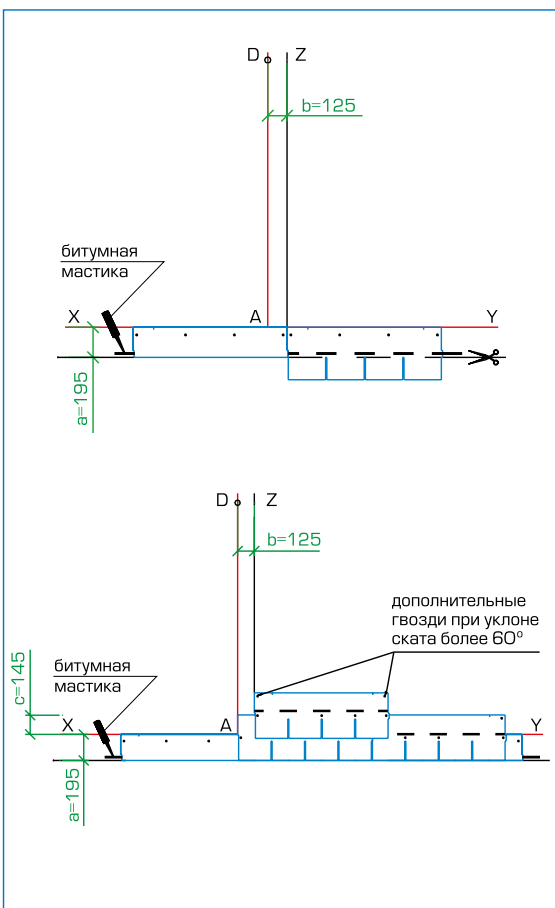 D Z
b=125
битумная
мастика
X A Y
a=195
D Z
b=125
дополнительные
гвозди при уклоне
ската более 60°
битумная
мастика
c=145
X A Y
a=195